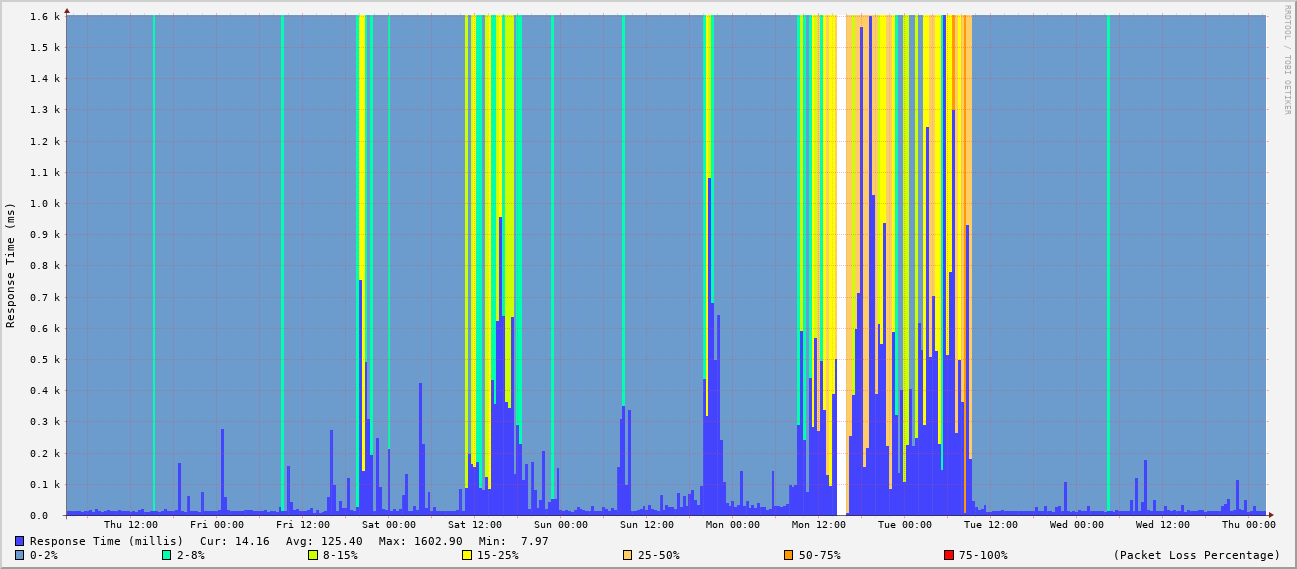 1.6 k
1.5 k
1.4 k
1.3 k
1.2 k
1.1 k
1.0 k
0.9 k
0.8 k
0.7 k
0.6 k
0.5 k
0.4 k
0.3 k
0.2 k
0.1 k
0.0
Response Time (ms)
RRDTOOL / TOBI OETIKER
Thu 12:00 Fri 00:00 Fri 12:00 Sat 00:00 Sat 12:00 Sun 00:00 Sun 12:00 Mon 00:00 Mon 12:00 Tue 00:00 Tue 12:00 Wed 00:00 Wed 12:00 Thu 00:00
Response Time (millis) Cur: 14.16 Avg: 125.40 Max: 1602.90 Min: 7.97
0-2% 2-8% 8-15% 15-25% 25-50% 50-75% 75-100% (Packet Loss Percentage)